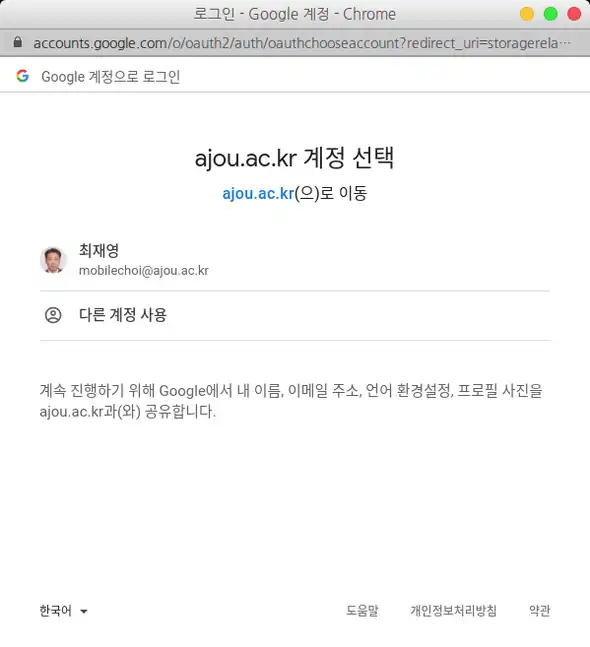 로그인 - Google 계정 - Chrome
accounts.google.com/o/oauth2/auth/oauthchooseaccount?redirect_uri=storagerela…
Google 계정으로 로그인
ajou.ac.kr 계정 선택
ajou.ac.kr(으)로 이동
최재영
mobilechoi@ajou.ac.kr
다른 계정 사용
계속 진행하기 위해 Google에서 내 이름, 이메일 주소, 언어 환경설정, 프로필 사진을
ajou.ac.kr과(와) 공유합니다.
한국어 도움말 개인정보처리방침 약관